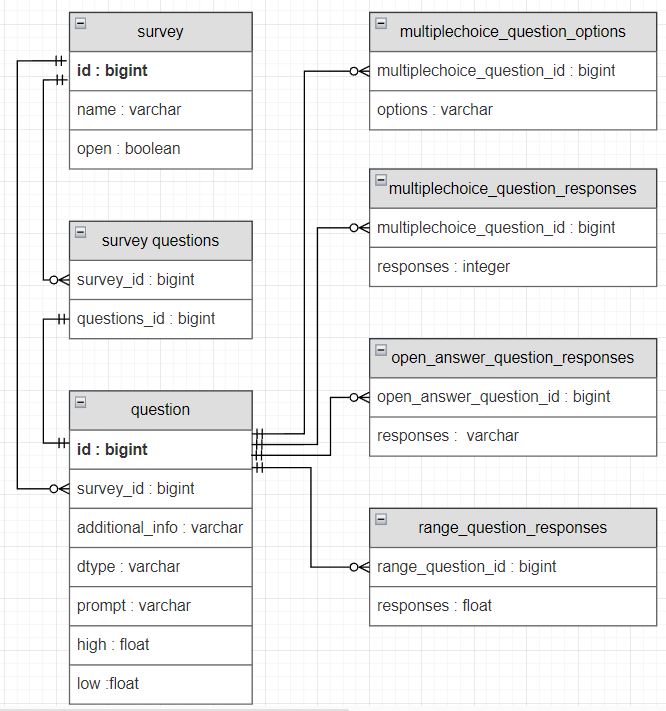 survey
id : bigint
name : varchar
open : boolean
survey questions
survey_id : bigint
questions_id : bigint
question
id : bigint
survey_id : bigint
additional_info : varchar
dtype : varchar
prompt : varchar
high : float
low :float
multiplechoice_question_options
multiplechoice_question_id : bigint
options : varchar
multiplechoice_question_responses
multiplechoice_question_id : bigint
responses : integer
open_answer_question_responses
open_answer_question_id : bigint
responses : varchar
range_question_responses
range_question_id : bigint
responses : float